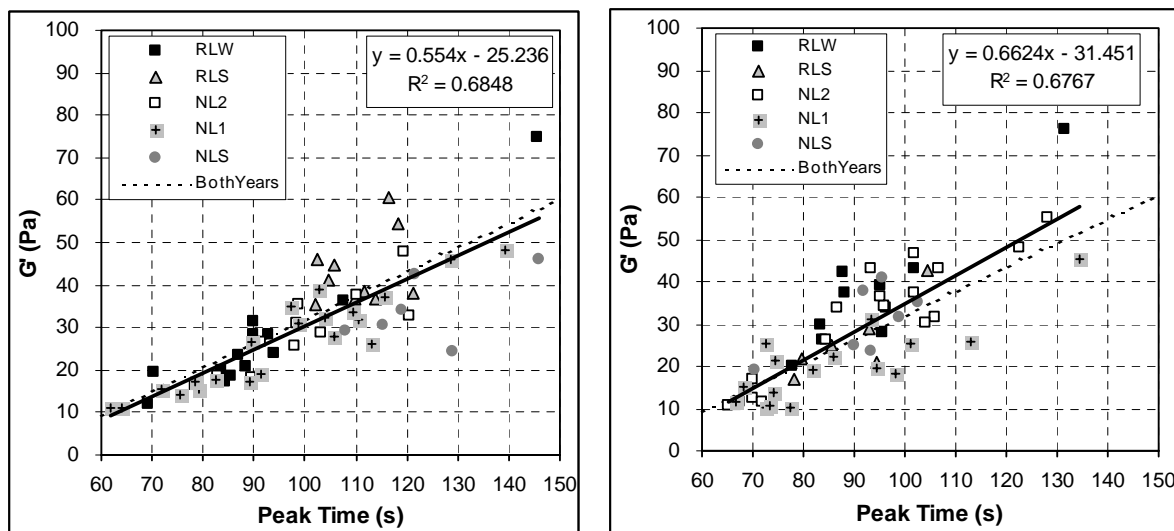 100
90
80
70
60
50
40
30
20
10
0
G' (Pa)
RLW
RLS
NL2
NL1
NLS
BothYears
y = 0.554x - 25.236
R² = 0.6848
60 70 80 90 100 110 120 130 140 150
Peak Time (s)
100
90
80
70
60
50
40
30
20
10
0
G' (Pa)
RLW
RLS
NL2
NL1
NLS
BothYears
y = 0.6624x - 31.451
R² = 0.6767
60 70 80 90 100 110 120 130 140 150
Peak Time (s)